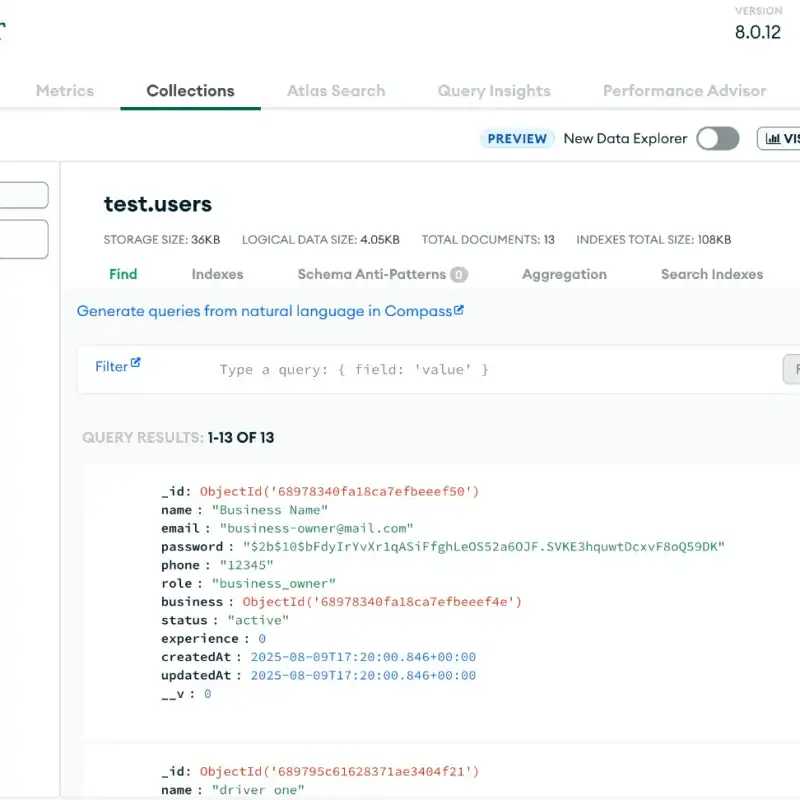 VERSION
8.0.12
Metrics Collections Atlas Search Query Insights Performance Advisor
PREVIEW New Data Explorer
test.users
STORAGE SIZE: 36KB LOGICAL DATA SIZE: 4.05KB TOTAL DOCUMENTS: 13 INDEXES TOTAL SIZE: 108KB
Find Indexes Schema Anti-Patterns 0 Aggregation Search Indexes
Generate queries from natural language in Compass
Filter Type a query: { field: 'value' }
QUERY RESULTS: 1-13 OF 13
_id: ObjectId('68978340fa18ca7efbeeef50')
name : "Business Name"
email : "business-owner@mail.com"
password : "$2b$10$bFdyIrYvXr1qASiFfghLeOS52a6OJF.SVKE3hquwtDcxvF8oQ59DK"
phone : "12345"
role : "business_owner"
business : ObjectId('68978340fa18ca7efbeeef4e')
status : "active"
experience : 0
createdAt : 2025-08-09T17:20:00.846+00:00
updatedAt : 2025-08-09T17:20:00.846+00:00
__v : 0
_id: ObjectId('689795c61628371ae3404f21')
name : "driver one"